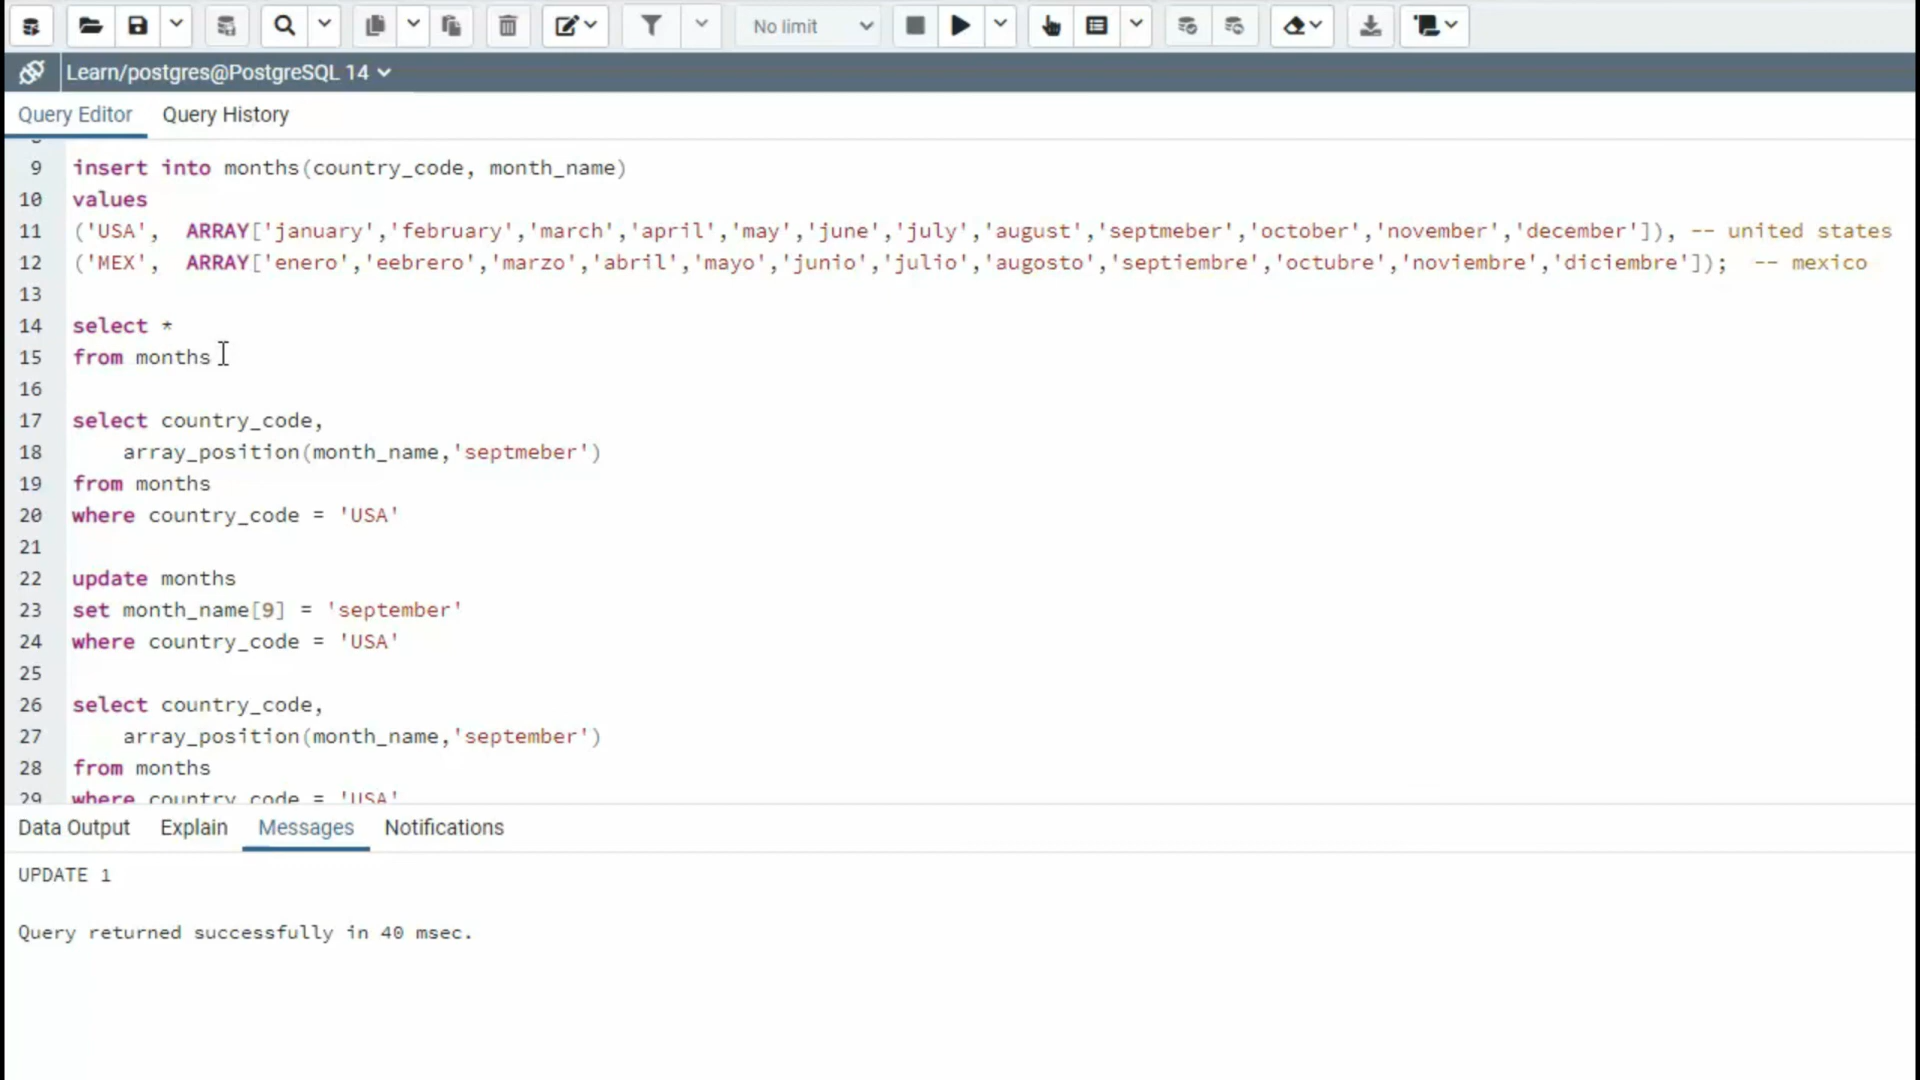 No limit
Learn/postgres@PostgreSQL 14
Query Editor Query History
9 insert into months(country_code, month_name)
10 values
11 ('USA', ARRAY['january','february','march','april','may','june','july','august','septmeber','october','november','december']), -- united states
12 ('MEX', ARRAY['enero','eebrero','marzo','abril','mayo','junio','julio','augosto','septiembre','octubre','noviembre','diciembre']); -- mexico
13
14 select *
15 from months
16
17 select country_code,
18 array_position(month_name,'septmeber')
19 from months
20 where country_code = 'USA'
21
22 update months
23 set month_name[9] = 'september'
24 where country_code = 'USA'
25
26 select country_code,
27 array_position(month_name,'september')
28 from months
29 where country_code = 'USA'
Data Output Explain Messages Notifications
UPDATE 1
Query returned successfully in 40 msec.